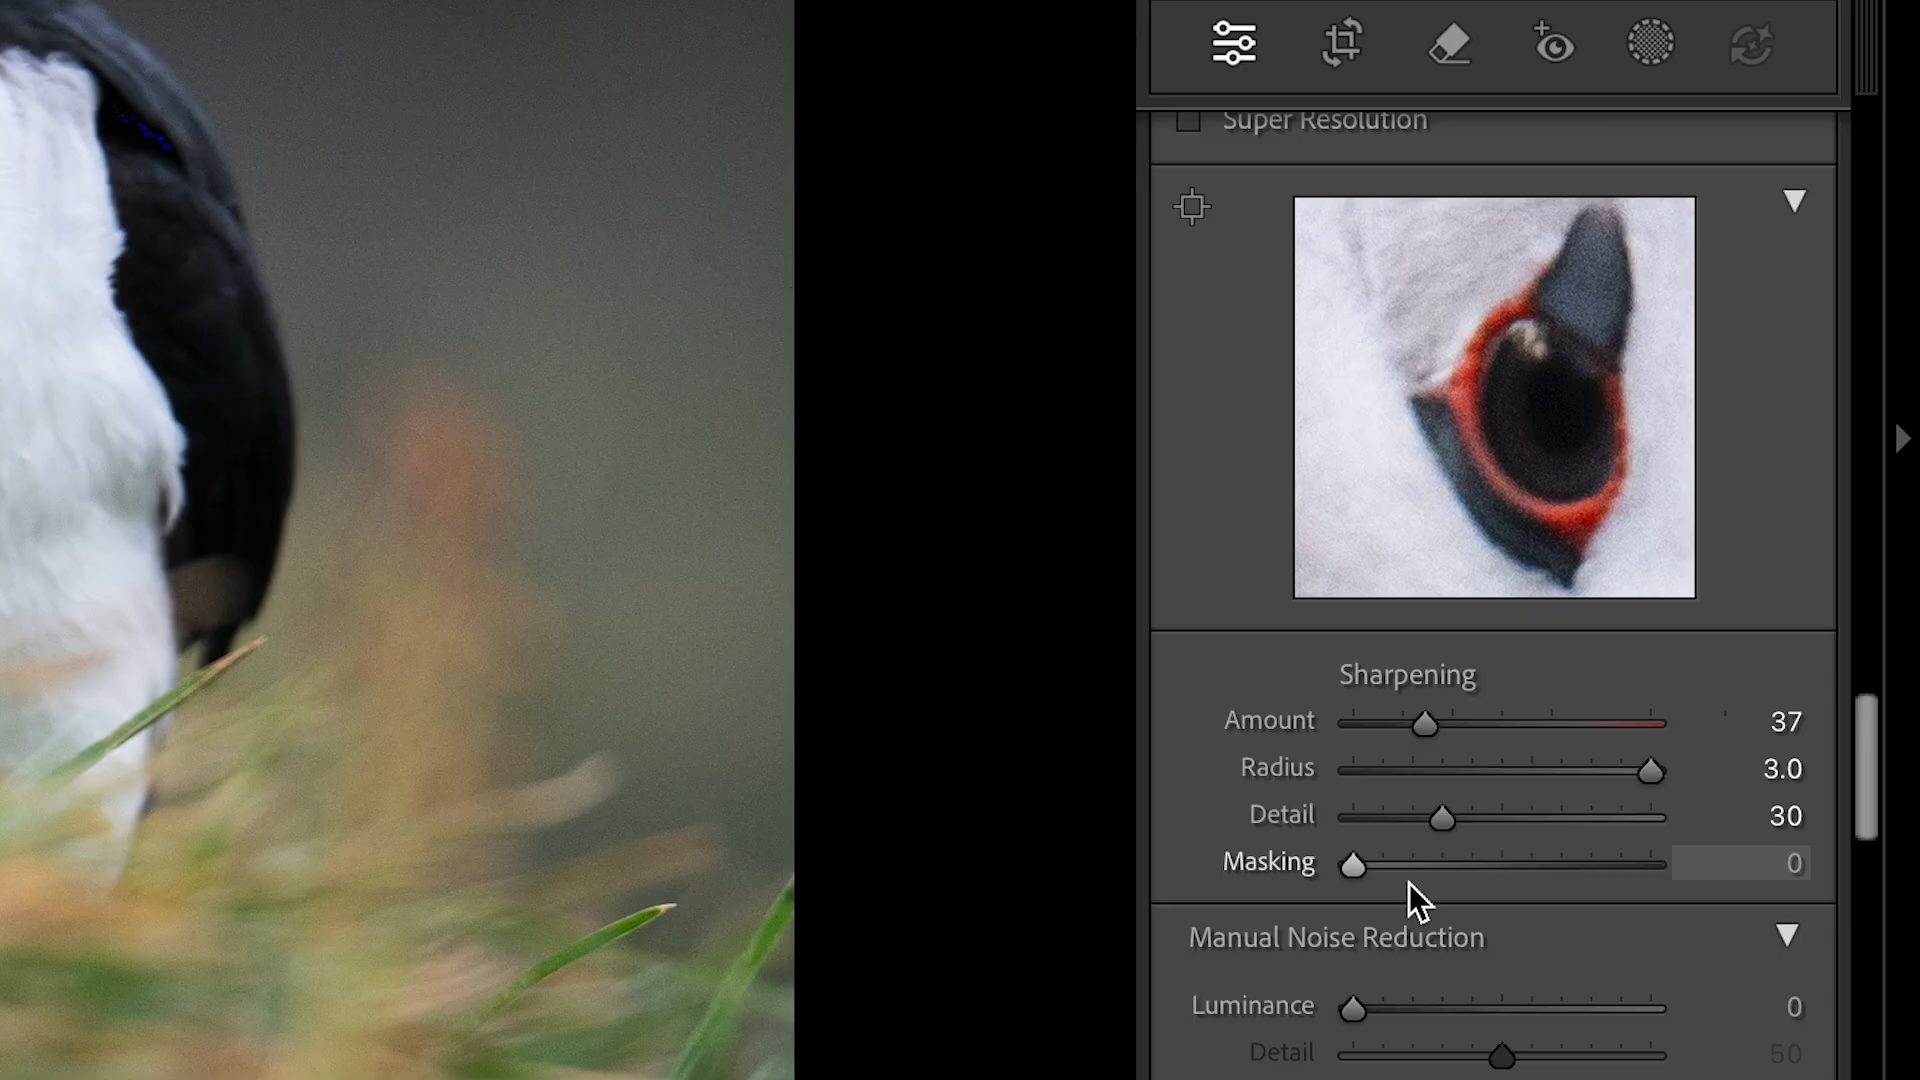 Super Resolution
Sharpening
Amount 37
Radius 3.0
Detail 30
Masking 0
Manual Noise Reduction
Luminance 0
Detail 50